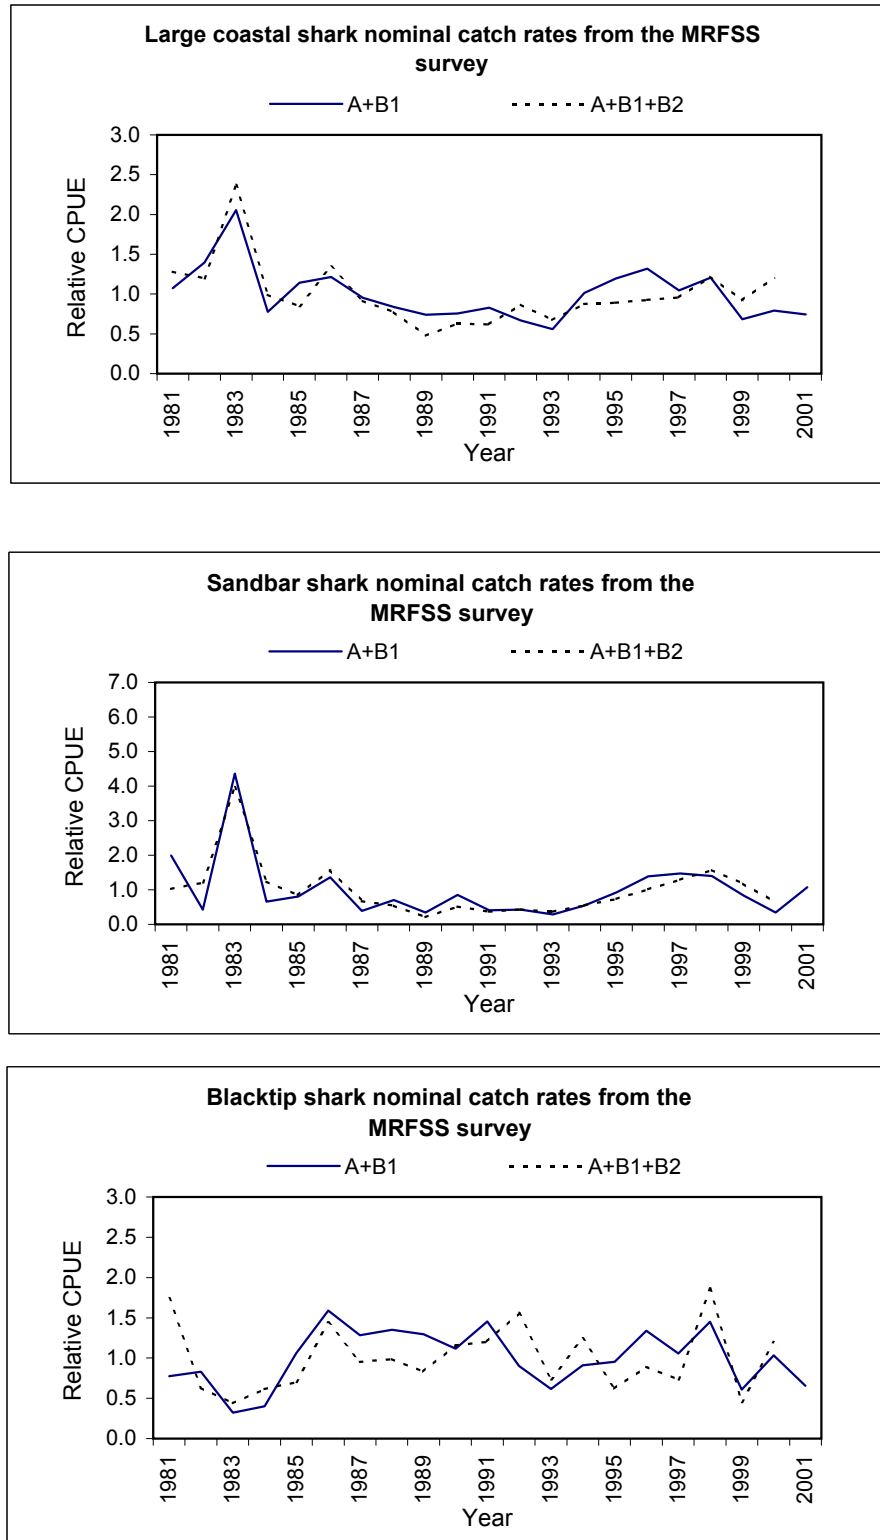 Large coastal shark nominal catch rates from the MRFSS
survey
A+B1 A+B1+B2
3.0
2.5
2.0
1.5
1.0
0.5
0.0
Relative CPUE
1981 1983 1985 1987 1989 1991 1993 1995 1997 1999 2001
Year
Sandbar shark nominal catch rates from the
MRFSS survey
A+B1 A+B1+B2
7.0
6.0
5.0
4.0
3.0
2.0
1.0
0.0
Relative CPUE
1981 1983 1985 1987 1989 1991 1993 1995 1997 1999 2001
Year
Blacktip shark nominal catch rates from the
MRFSS survey
A+B1 A+B1+B2
3.0
2.5
2.0
1.5
1.0
0.5
0.0
Relative CPUE
1981 1983 1985 1987 1989 1991 1993 1995 1997 1999 2001
Year